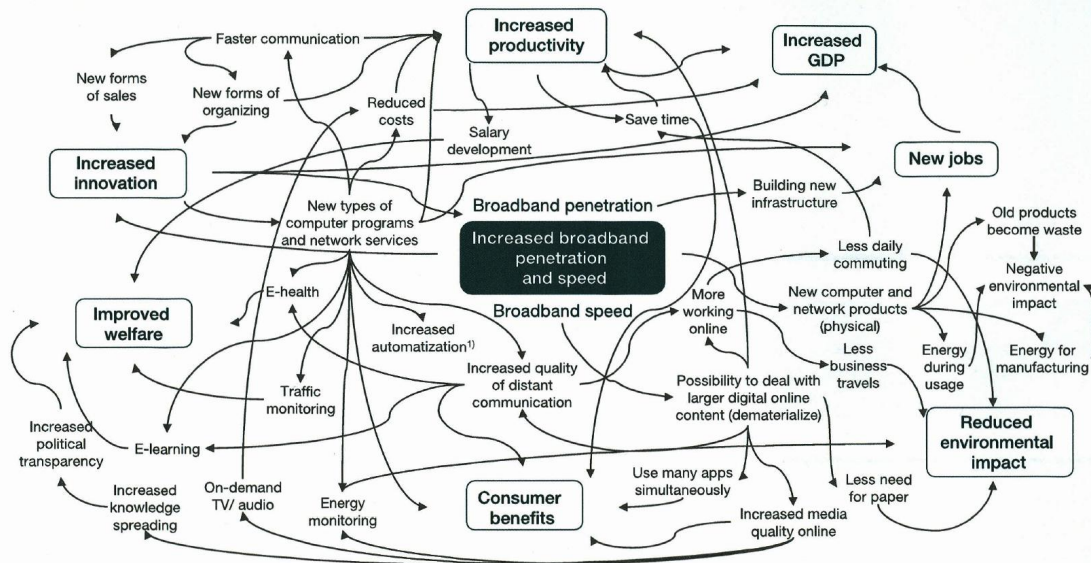 Increased
productivity
Increased
GDP
Faster communication
New forms
of sales
New forms of
organizing
Reduced
costs
Salary
development
Save time
Increased
innovation
New jobs
New types of
computer programs
and network services
Broadband penetration
Building new
infrastructure
Old products
become waste
Increased broadband
penetration
and speed
Less daily
commuting
Negative
environmental
impact
E-health
More
working
online
New computer and
network products
(physical)
Improved
welfare
Broadband speed
Increased
automatization1)
Less
business
travels
Energy
during
usage
Energy for
manufacturing
Traffic
monitoring
Increased quality
of distant
communication
Possibility to deal with
larger digital online
content (dematerialize)
Increased
political
transparency
E-learning
Reduced
environmental
impact
Increased
knowledge
spreading
On-demand
TV/ audio
Energy
monitoring
Consumer
benefits
Use many apps
simultaneously
Less need
for paper
Increased media
quality online